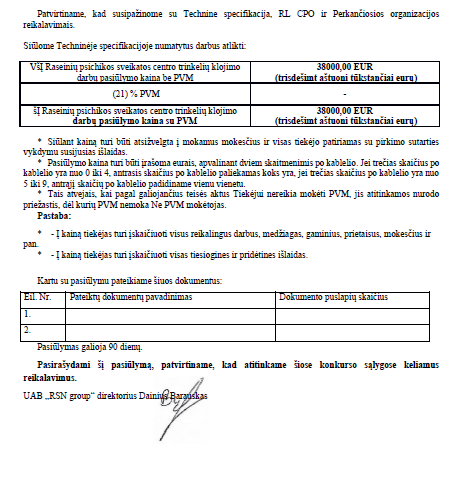 Patvirtiname, kad susipažinome su Technine specifikacija, RL CPO ir Perkančiosios organizacijos
reikalavimais.
Siūlome Techninėje specifikacijoje numatytus darbus atlikti:
VšĮ Raseinių psichikos sveikatos centro trinkelių klojimo
darbų pasiūlymo kaina be PVM
38000,00 EUR
(trisdešimt aštuoni tūkstančiai eurų)
(21) % PVM
-
šĮ Raseinių psichikos sveikatos centro trinkelių klojimo
darbų pasiūlymo kaina su PVM
38000,00 EUR
(trisdešimt aštuoni tūkstančiai eurų)
* Siūlant kainą turi būti atsižvelgta į mokamus mokesčius ir visas tiekėjo patiriamas su pirkimo sutarties
vykdymu susijusias išlaidas.
* Pasiūlymo kaina turi būti įrašoma eurais, apvalinant dviem skaitmenimis po kablelio. Jei trečias skaičius po
kablelio yra nuo 0 iki 4, antrasis skaičius po kablelio paliekamas koks yra, jei trečias skaičius po kablelio yra nuo
5 iki 9, antrąjį skaičių po kablelio padidiname vienu vienetu.
* Tais atvejais, kai pagal galiojančius teisės aktus Tiekėjui nereikia mokėti PVM, jis atitinkamos nurodo
priežastis, dėl kurių PVM nemoka Ne PVM mokėtojas.
Pastaba:
* - Į kainą tiekėjas turi įskaičiuoti visus reikalingus darbus, medžiagas, gaminius, prietaisus, mokesčius ir
pan.
* - Į kainą tiekėjas turi įskaičiuoti visas tiesiogines ir pridėtines išlaidas.
Kartu su pasiūlymu pateikiame šiuos dokumentus:
Eil. Nr. Pateiktų dokumentų pavadinimas Dokumento puslapių skaičius
1.
2.
Pasiūlymas galioja 90 dienų.
Pasirašydami šį pasiūlymą, patvirtiname, kad atitinkame šiose konkurso sąlygose keliamus
reikalavimus.
UAB „RSN group“ direktorius Dainius Barauskas